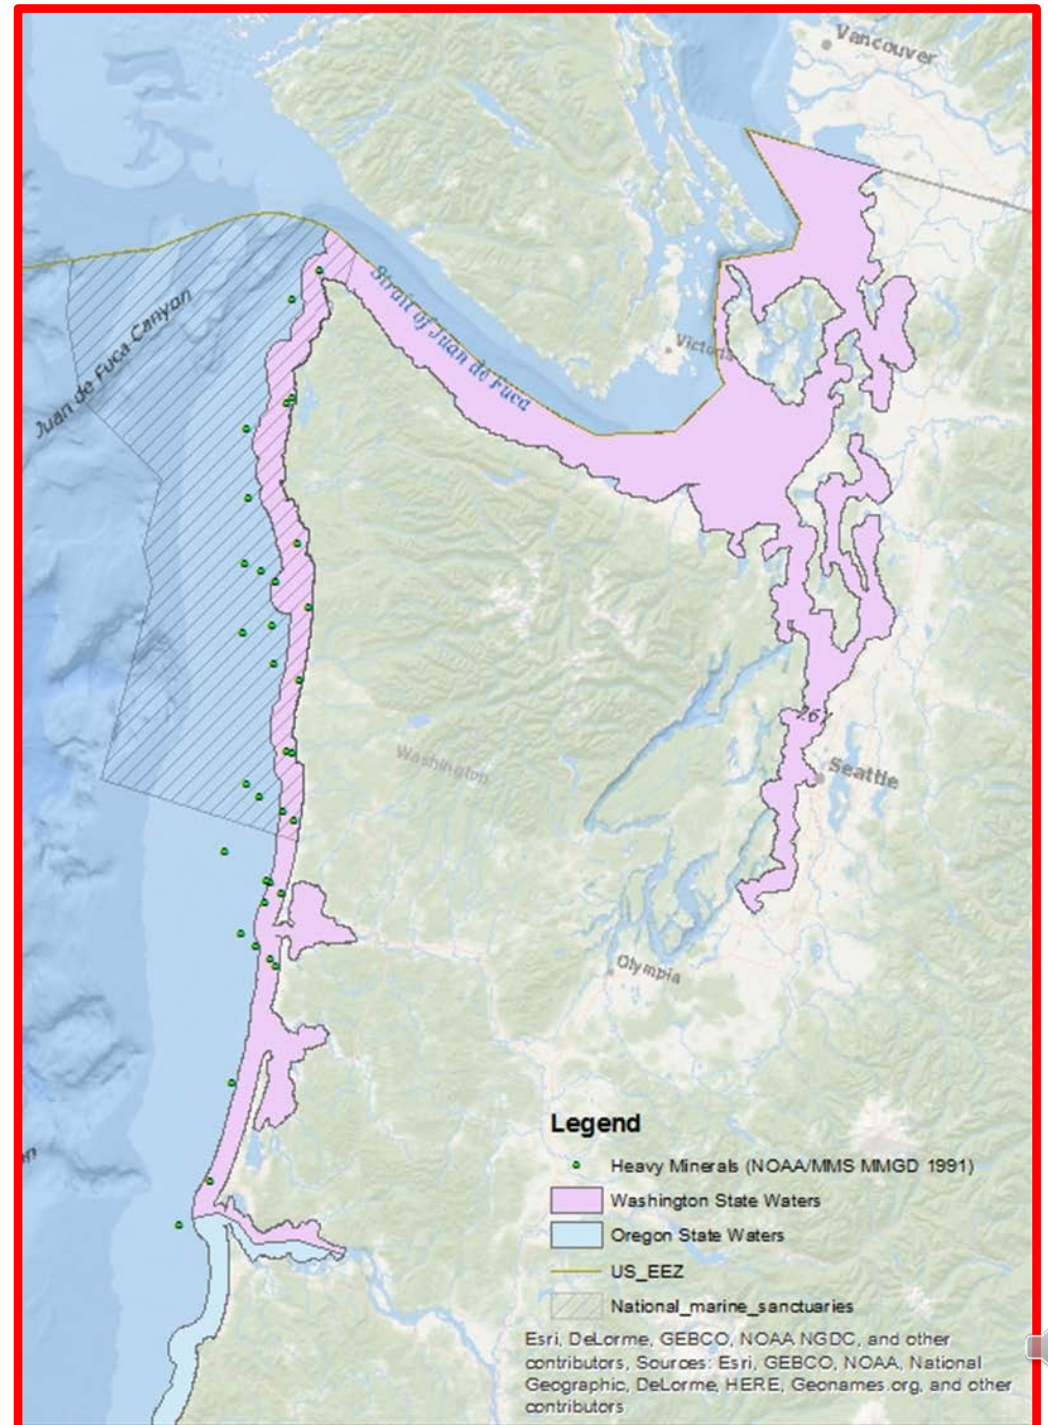 Vancouver
Juan de Fuca Canyon
Strait of Juan de Fuca
Victoria
Washington
Seattle
Olympia
Legend
Heavy Minerals (NOAA/MMS MMGD 1991)
Washington State Waters
Oregon State Waters
US_EEZ
National_marine_sanctuaries
Esri, DeLorme, GEBCO, NOAA NGDC, and other
contributors, Sources: Esri, GEBCO, NOAA, National
Geographic, DeLorme, HERE, Geonames.org, and other
contributors